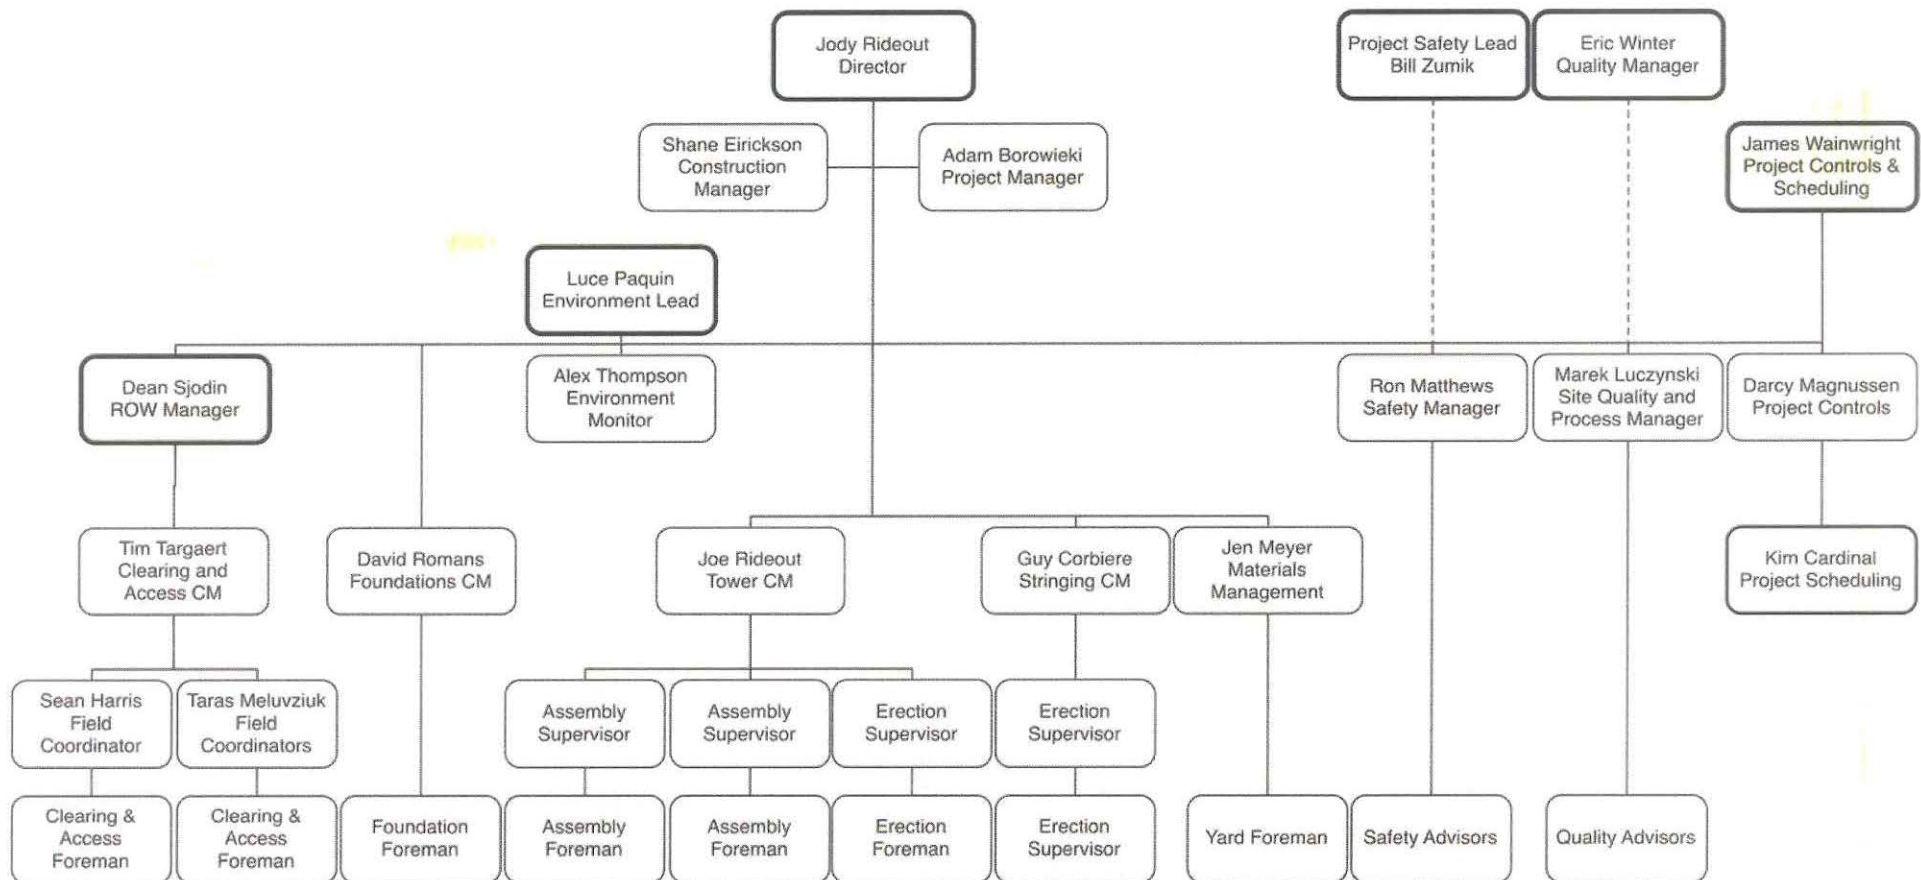 Jody Rideout
Director
Project Safety Lead
Bill Zumik
Eric Winter
Quality Manager
Shane Eirickson
Construction
Manager
Adam Borowieki
Project Manager
James Wainwright
Project Controls &
Scheduling
Luce Paquin
Environment Lead
Dean Sjodin
ROW Manager
Alex Thompson
Environment
Monitor
Ron Matthews
Safety Manager
Marek Luczynski
Site Quality and
Process Manager
Darcy Magnussen
Project Controls
Tim Targaert
Clearing and
Access CM
David Romans
Foundations CM
Joe Rideout
Tower CM
Guy Corbiere
Stringing CM
Jen Meyer
Materials
Management
Kim Cardinal
Project Scheduling
Sean Harris
Field
Coordinator
Taras Meluvziuk
Field
Coordinators
Assembly
Supervisor
Assembly
Supervisor
Erection
Supervisor
Erection
Supervisor
Clearing &
Access
Foreman
Clearing &
Access
Foreman
Foundation
Foreman
Assembly
Foreman
Assembly
Foreman
Erection
Foreman
Erection
Supervisor
Yard Foreman
Safety Advisors
Quality Advisors